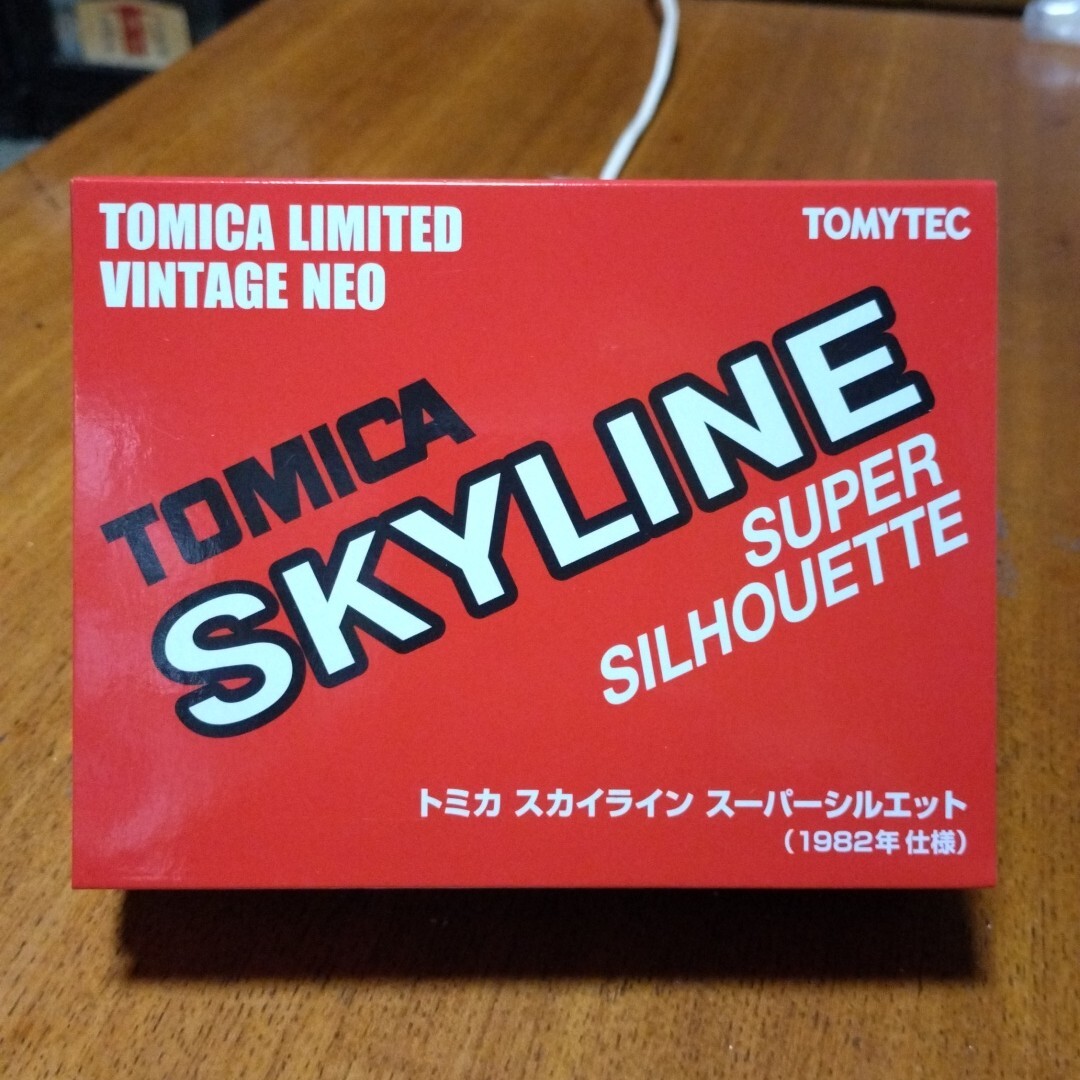 TOMICA LIMITED
VINTAGE NEO
TOMYTEC
TOMICA
SKYLINE
SUPER
SILHOUETTE
トミカ スカイライン スーパーシルエット
(1982年 仕様)